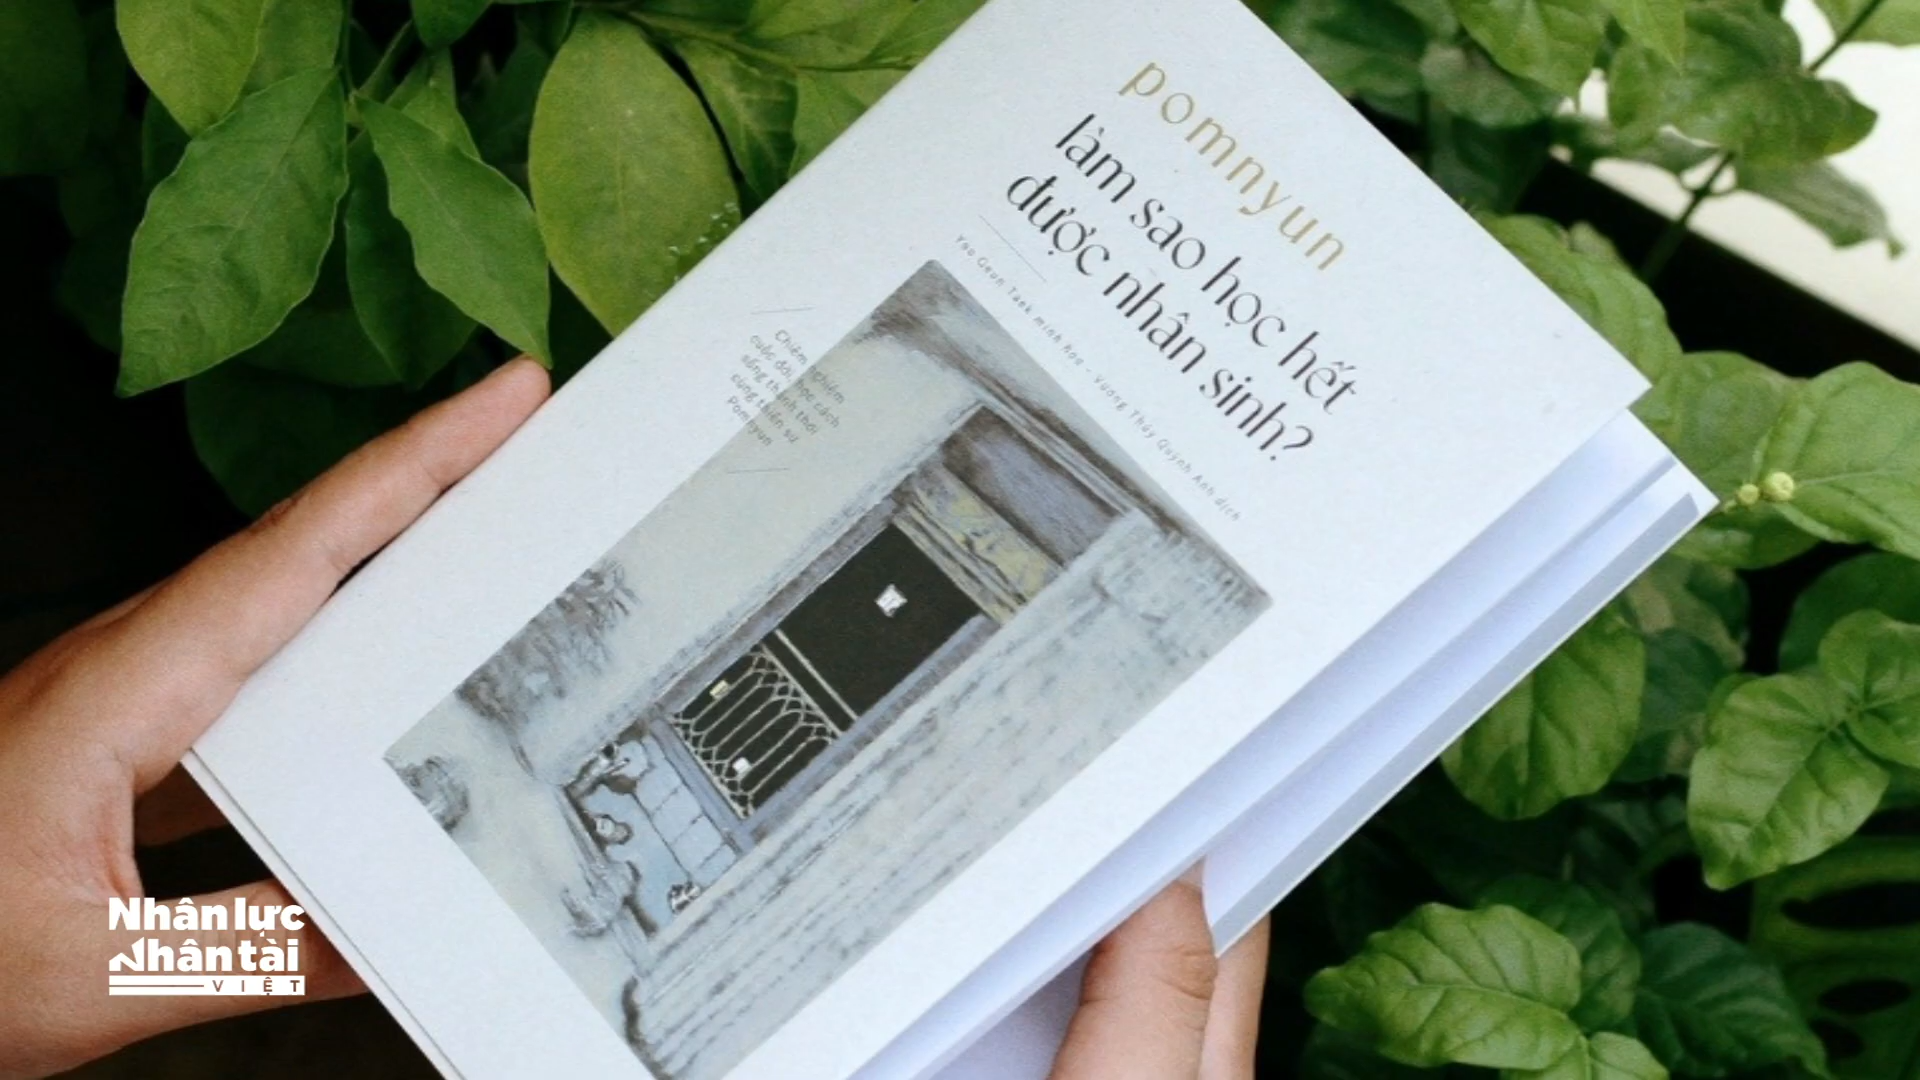 pomnyun
làm sao học hết
được nhân sinh?
Yoo Geun Taek minh họa - Vương Thúy Quỳnh Anh dịch
Chiêm nghiệm
cuộc đời, học cách
sống thảnh thơi
cùng thiền sư
Pomnyun
Nhân lực
Nhân tài
VIỆT